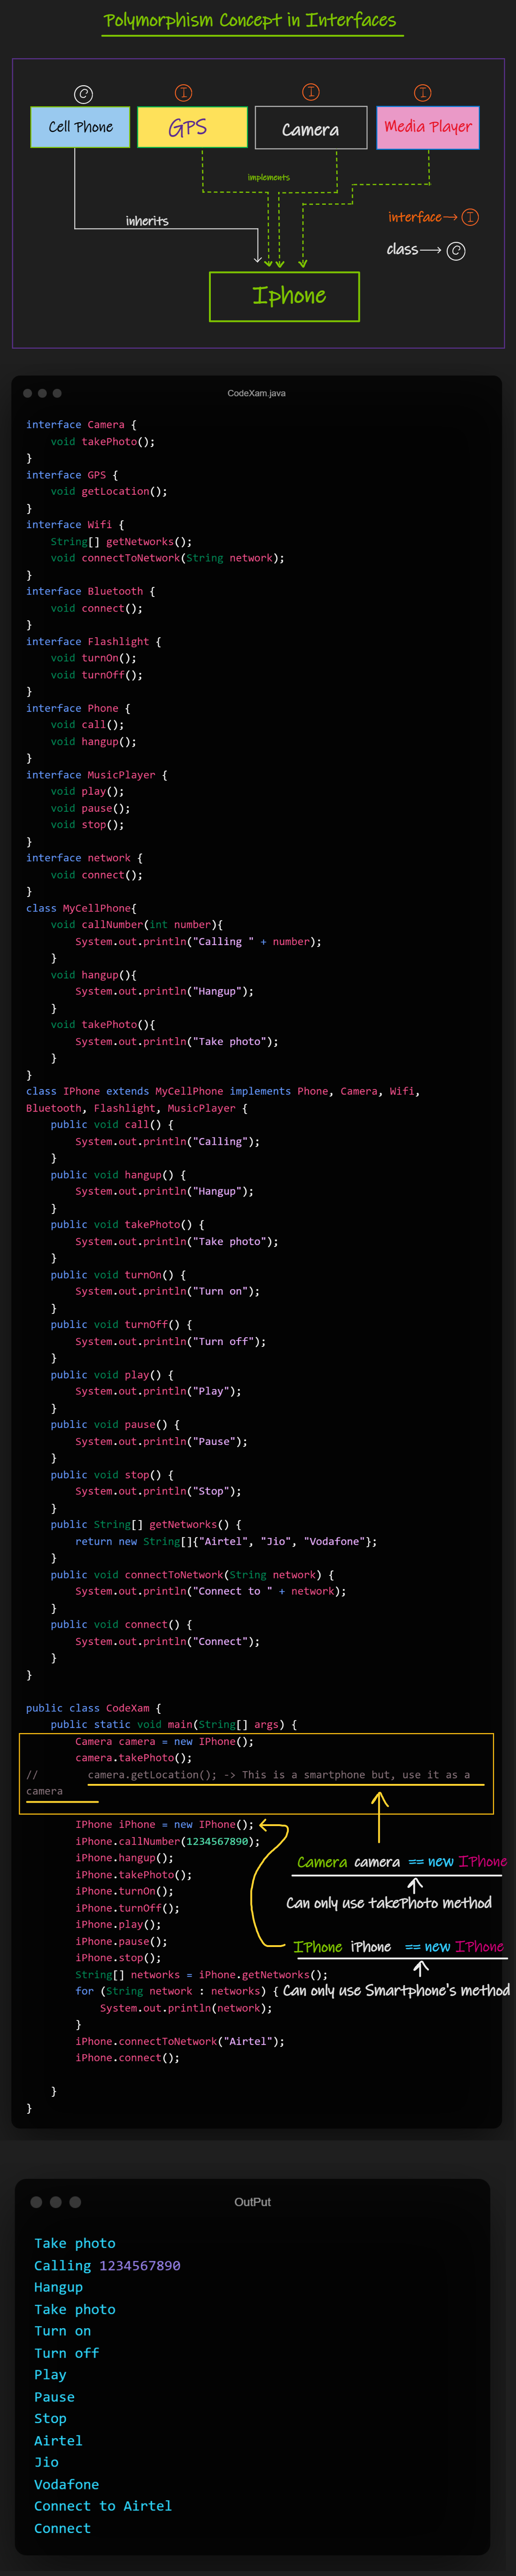 Polymorphism Concept in Interfaces
C I I I
Cell Phone GPS Camera Media Player
implements
inherits
interface → I
class → C
Iphone
CodeXam.java
interface Camera {
    void takePhoto();
}
interface GPS {
    void getLocation();
}
interface Wifi {
    String[] getNetworks();
    void connectToNetwork(String network);
}
interface Bluetooth {
    void connect();
}
interface Flashlight {
    void turnOn();
    void turnOff();
}
interface Phone {
    void call();
    void hangup();
}
interface MusicPlayer {
    void play();
    void pause();
    void stop();
}
interface network {
    void connect();
}
class MyCellPhone{
    void callNumber(int number){
        System.out.println("Calling " + number);
    }
    void hangup(){
        System.out.println("Hangup");
    }
    void takePhoto(){
        System.out.println("Take photo");
    }
}
class IPhone extends MyCellPhone implements Phone, Camera, Wifi,
Bluetooth, Flashlight, MusicPlayer {
    public void call() {
        System.out.println("Calling");
    }
    public void hangup() {
        System.out.println("Hangup");
    }
    public void takePhoto() {
        System.out.println("Take photo");
    }
    public void turnOn() {
        System.out.println("Turn on");
    }
    public void turnOff() {
        System.out.println("Turn off");
    }
    public void play() {
        System.out.println("Play");
    }
    public void pause() {
        System.out.println("Pause");
    }
    public void stop() {
        System.out.println("Stop");
    }
    public String[] getNetworks() {
        return new String[]{"Airtel", "Jio", "Vodafone"};
    }
    public void connectToNetwork(String network) {
        System.out.println("Connect to " + network);
    }
    public void connect() {
        System.out.println("Connect");
    }
}
public class CodeXam {
    public static void main(String[] args) {
        Camera camera = new IPhone();
        camera.takePhoto();
//        camera.getLocation(); -> This is a smartphone but, use it as a
camera
        IPhone iPhone = new IPhone();
        iPhone.callNumber(1234567890);
        iPhone.hangup();
        iPhone.takePhoto();
        iPhone.turnOn();
        iPhone.turnOff();
        iPhone.play();
        iPhone.pause();
        iPhone.stop();
        String[] networks = iPhone.getNetworks();
        for (String network : networks) {
            System.out.println(network);
        }
        iPhone.connectToNetwork("Airtel");
        iPhone.connect();
    }
}
Camera camera == new IPhone
Can only use takePhoto method
IPhone iPhone == new IPhone
Can only use Smartphone's method
OutPut
Take photo
Calling 1234567890
Hangup
Take photo
Turn on
Turn off
Play
Pause
Stop
Airtel
Jio
Vodafone
Connect to Airtel
Connect